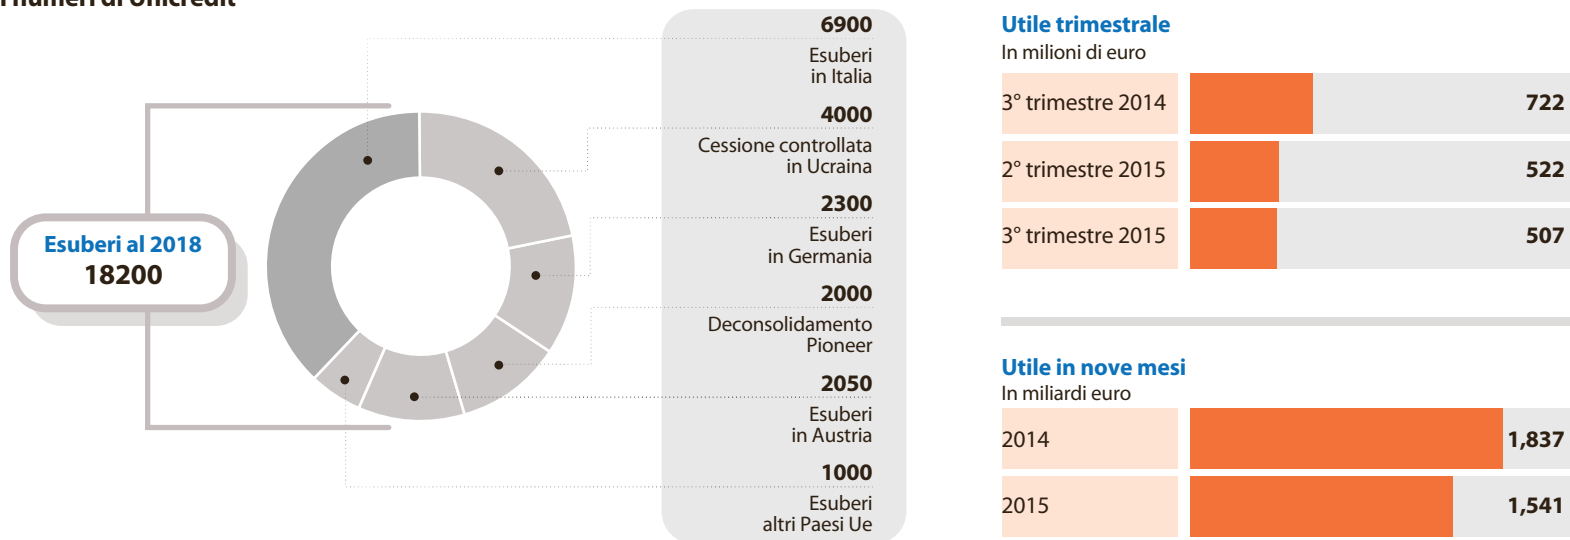 I numeri di Unicredit
Esuberi al 2018
18200
6900
Esuberi
in Italia
4000
Cessione controllata
in Ucraina
2300
Esuberi
in Germania
2000
Deconsolidamento
Pioneer
2050
Esuberi
in Austria
1000
Esuberi
altri Paesi Ue
Utile trimestrale
In milioni di euro
3° trimestre 2014 722
2° trimestre 2015 522
3° trimestre 2015 507
Utile in nove mesi
In miliardi euro
2014 1,837
2015 1,541